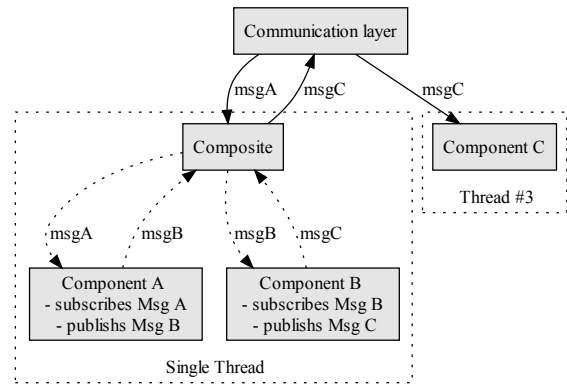 Communication layer
msgA
msgC
msgC
Composite
Component C
Thread #3
msgA
msgB
msgB
msgC
Component A
- subscribes Msg A
- publishs Msg B
Component B
- subscribes Msg B
- publishs Msg C
Single Thread